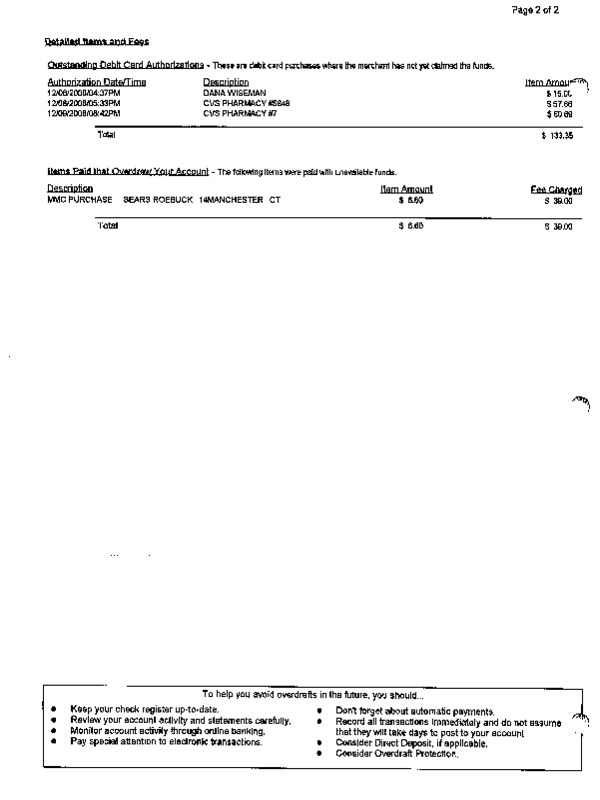 Page 2 of 2
Detailed Items and Fees
Outstanding Debit Card Authorizations - These are debit card purchases where the merchant has not yet claimed the funds.
Authorization Date/Time Description Item Amount
12/08/2008/04:37PM DANA WISEMAN $ 15.00
12/08/2008/05:33PM CVS PHARMACY $ 57.66
12/09/2008/08:42PM CVS PHARMACY #7 $ 60.69
Total $ 133.35
Items Paid that Overdrew Your Account - The following items were paid with unavailable funds.
Description Item Amount Fee Charged
MMC PURCHASE SEARS ROEBUCK 14MANCHESTER CT $ 6.60 $ 39.00
Total $ 6.60 $ 39.00
To help you avoid overdrafts in the future, you should...
• Keep your check register up-to-date.
• Review your account activity and statements carefully.
• Monitor account activity through online banking.
• Pay special attention to electronic transactions.
• Don't forget about automatic payments.
• Record all transactions immediately and do not assume
that they will take days to post to your account
• Consider Direct Deposit, if applicable.
• Consider Overdraft Protection.